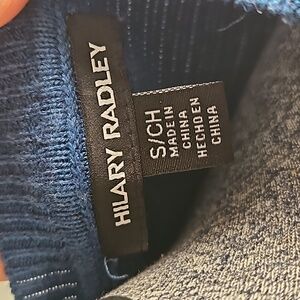 HILARY RADLEY
S/CH
MADE IN
CHINA
HECHO EN
CHINA